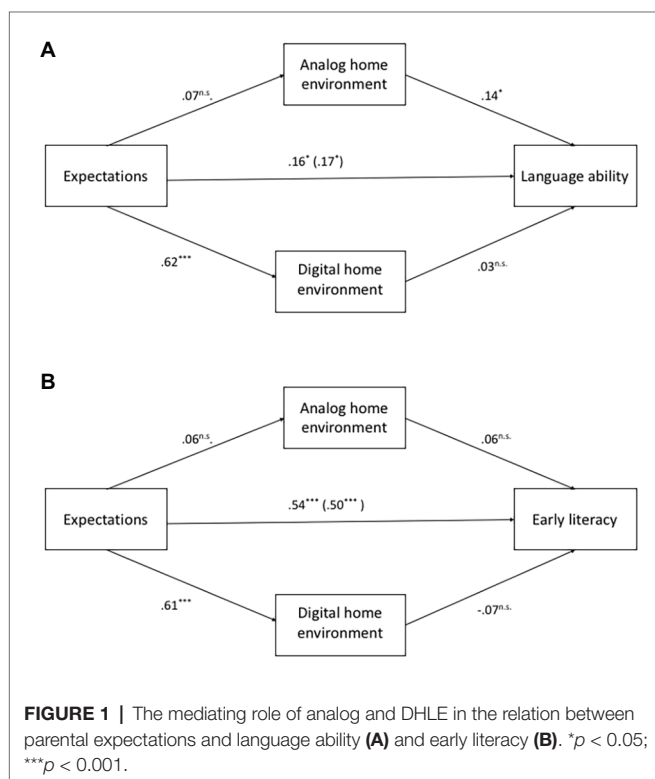 A
Analog home
environment
.07n.s.
.14*
Expectations
.16* (.17*)
Language ability
.62***
.03n.s.
Digital home
environment
B
Analog home
environment
.06n.s.
.06n.s.
Expectations
.54*** (.50*** )
Early literacy
.61***
-.07n.s.
Digital home
environment
FIGURE 1 | The mediating role of analog and DHLE in the relation between
parental expectations and language ability (A) and early literacy (B). *p < 0.05;
***p < 0.001.